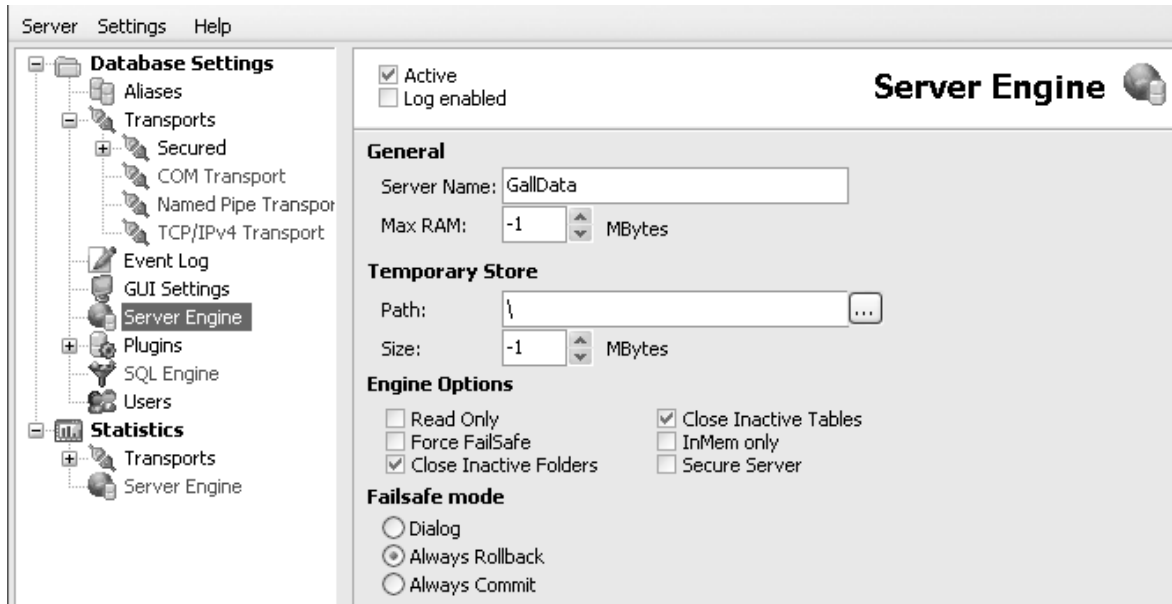 Server Settings Help
Database Settings
Aliases
Transports
Secured
COM Transport
Named Pipe Transpor
TCP/IPv4 Transport
Event Log
GUI Settings
Server Engine
Plugins
SQL Engine
Users
Statistics
Transports
Server Engine
Active
Log enabled
Server Engine
General
Server Name: GallData
Max RAM: -1 MBytes
Temporary Store
Path: \ ...
Size: -1 MBytes
Engine Options
Read Only Close Inactive Tables
Force FailSafe InMem only
Close Inactive Folders Secure Server
Failsafe mode
Dialog
Always Rollback
Always Commit